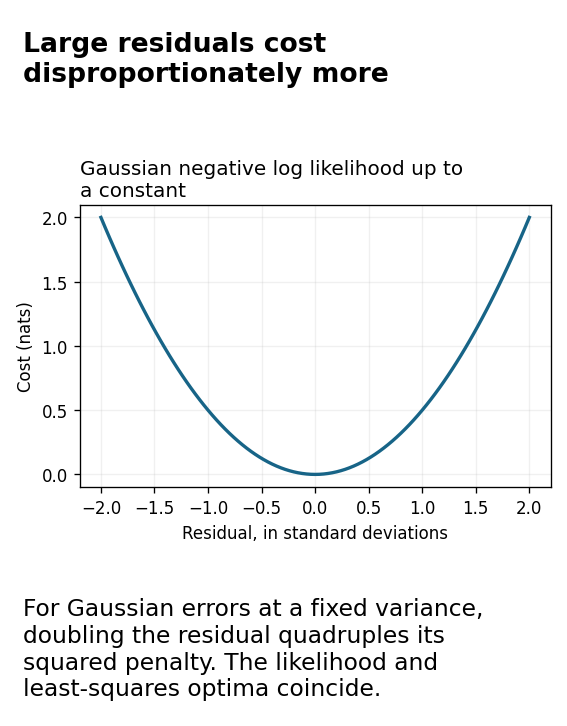 Large residuals cost
disproportionately more
Gaussian negative log likelihood up to
a constant
2.0
1.5
1.0
0.5
0.0
Cost (nats)
−2.0 −1.5 −1.0 −0.5 0.0 0.5 1.0 1.5 2.0
Residual, in standard deviations
For Gaussian errors at a fixed variance,
doubling the residual quadruples its
squared penalty. The likelihood and
least-squares optima coincide.